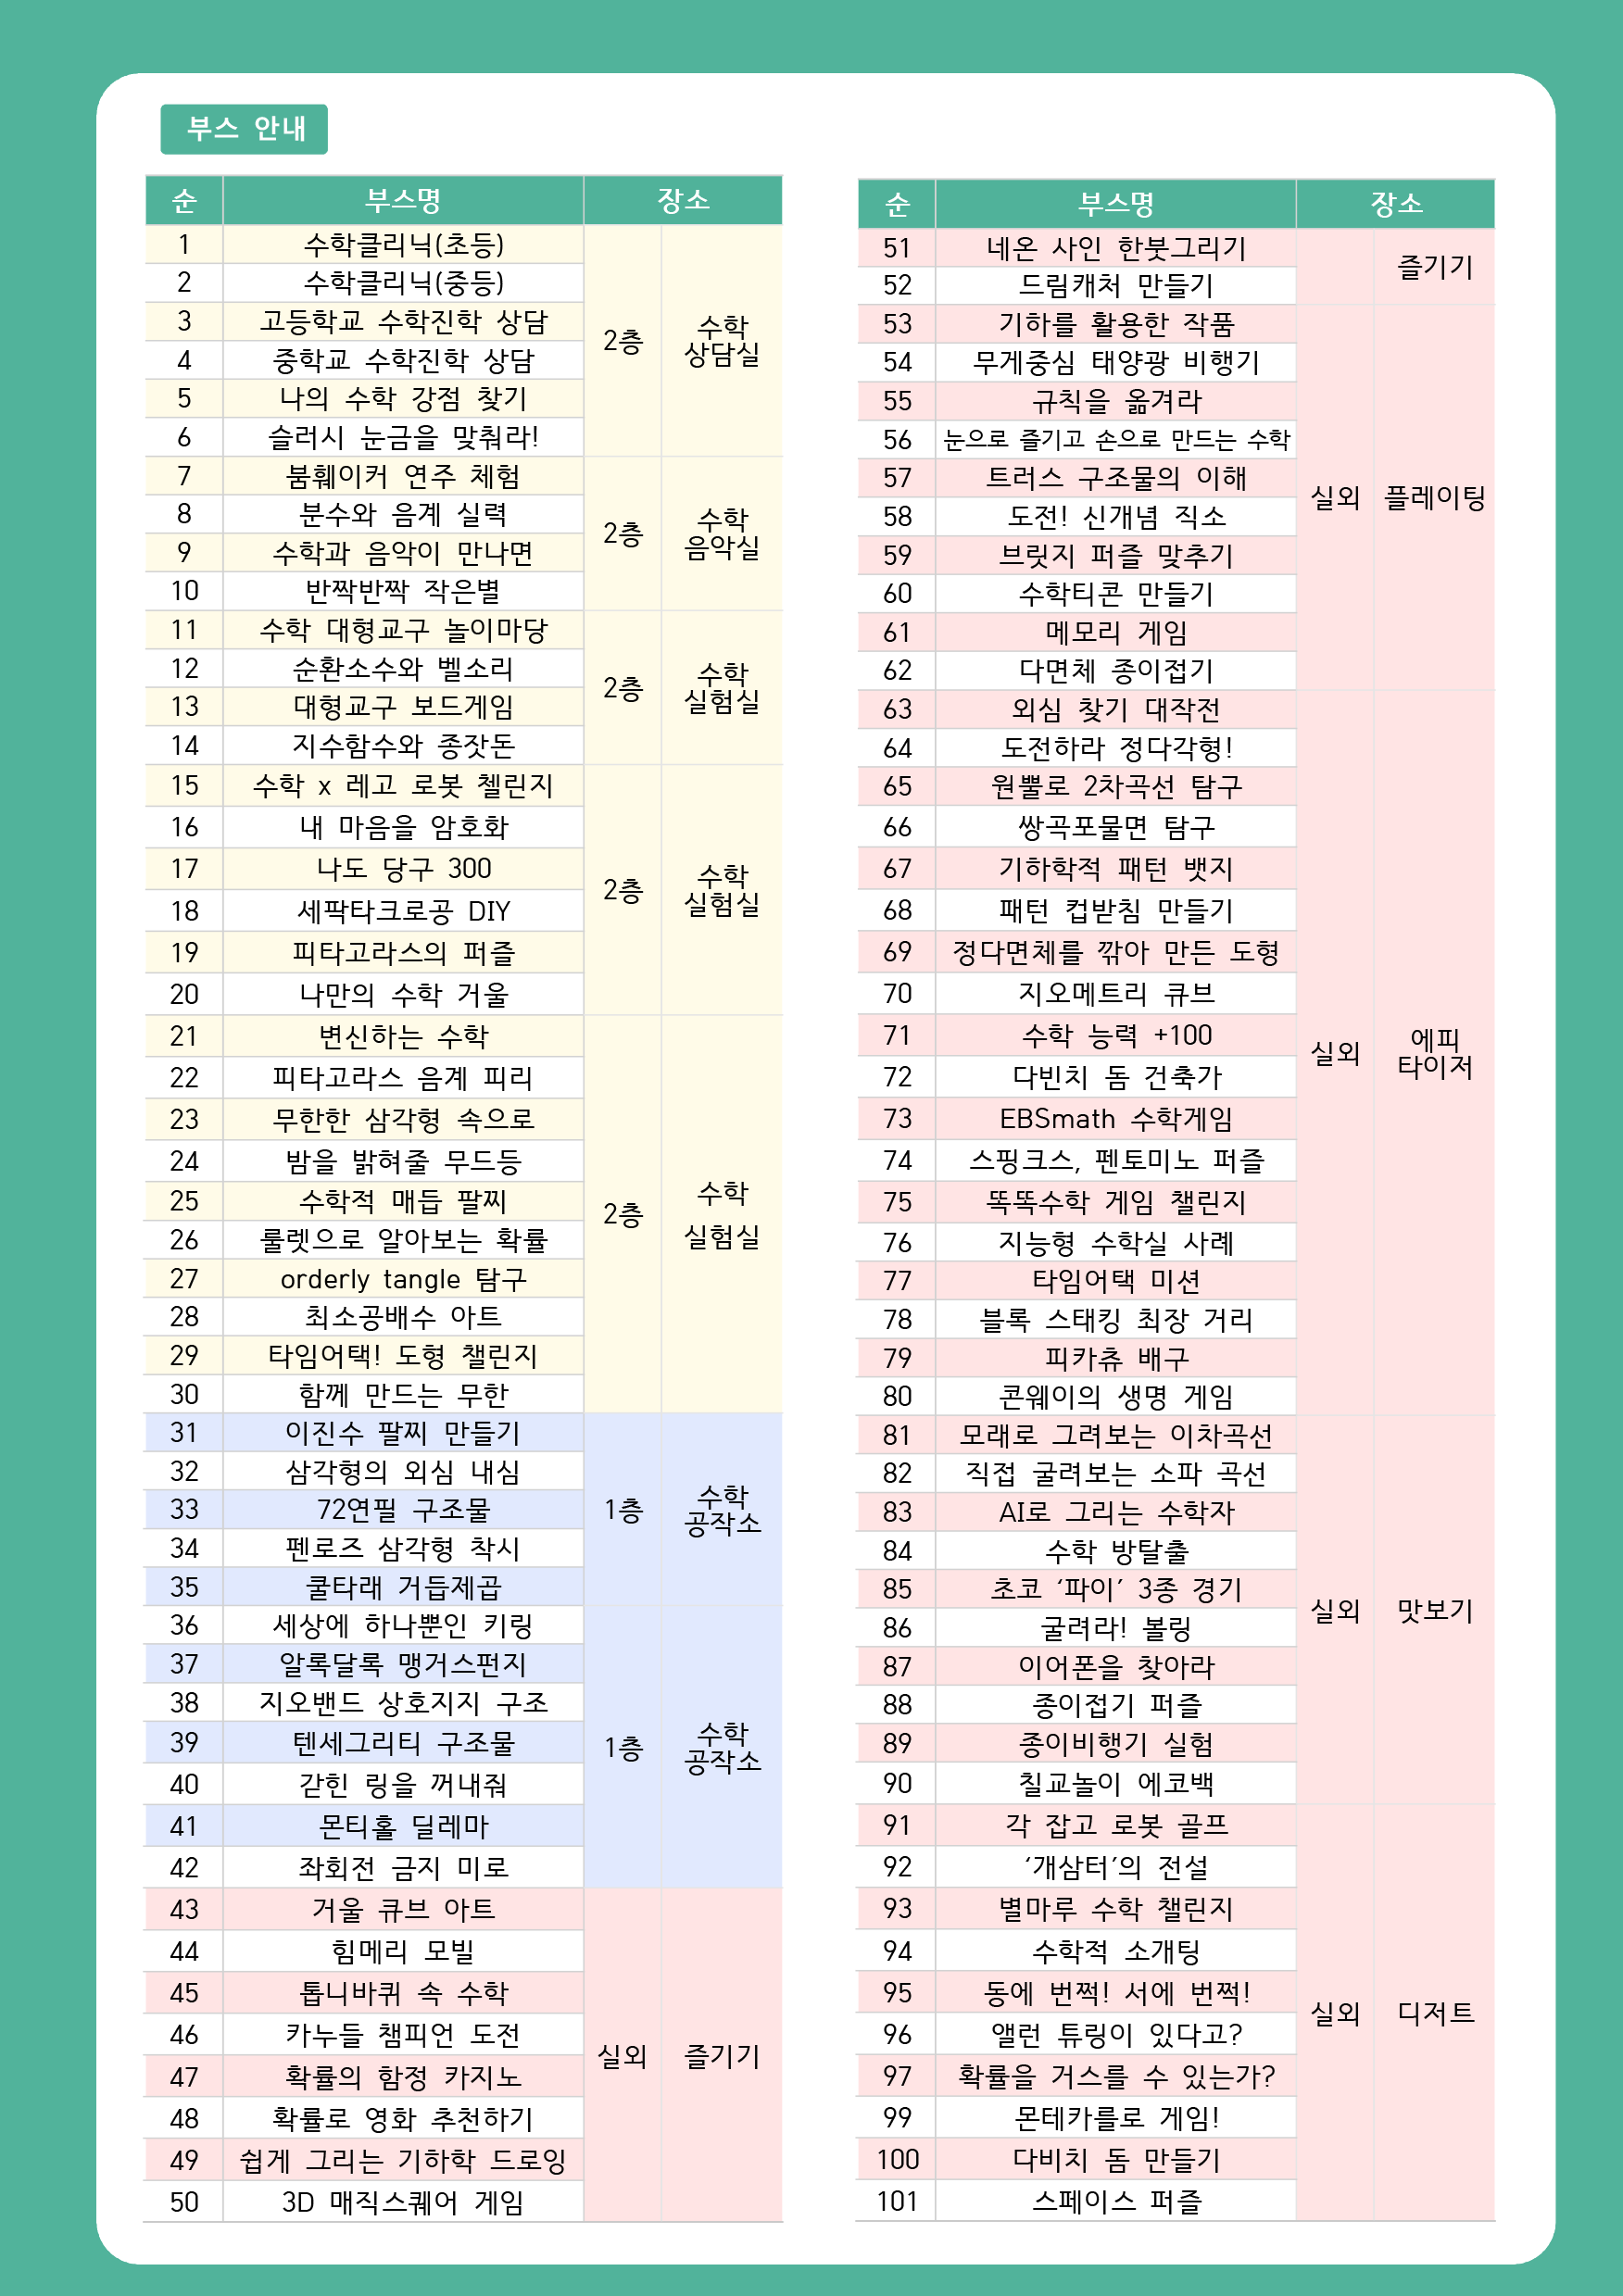 부스 안내
순 부스명 장소
1 수학클리닉(초등)
2 수학클리닉(중등)
3 고등학교 수학진학 상담
4 중학교 수학진학 상담
5 나의 수학 강점 찾기
6 슬러시 눈금을 맞춰라!
2층 수학
상담실
7 붐훼이커 연주 체험
8 분수와 음계 실력
9 수학과 음악이 만나면
10 반짝반짝 작은별
2층 수학
음악실
11 수학 대형교구 놀이마당
12 순환소수와 벨소리
13 대형교구 보드게임
14 지수함수와 종잣돈
2층 수학
실험실
15 수학 x 레고 로봇 첼린지
16 내 마음을 암호화
17 나도 당구 300
18 세팍타크로공 DIY
19 피타고라스의 퍼즐
20 나만의 수학 거울
2층 수학
실험실
21 변신하는 수학
22 피타고라스 음계 피리
23 무한한 삼각형 속으로
24 밤을 밝혀줄 무드등
25 수학적 매듭 팔찌
26 룰렛으로 알아보는 확률
27 orderly tangle 탐구
28 최소공배수 아트
29 타임어택! 도형 챌린지
30 함께 만드는 무한
2층 수학
실험실
31 이진수 팔찌 만들기
32 삼각형의 외심 내심
33 72연필 구조물
34 펜로즈 삼각형 착시
35 쿨타래 거듭제곱
1층 수학
공작소
36 세상에 하나뿐인 키링
37 알록달록 맹거스펀지
38 지오밴드 상호지지 구조
39 텐세그리티 구조물
40 갇힌 링을 꺼내줘
41 몬티홀 딜레마
42 좌회전 금지 미로
1층 수학
공작소
43 거울 큐브 아트
44 힘메리 모빌
45 톱니바퀴 속 수학
46 카누들 챔피언 도전
47 확률의 함정 카지노
48 확률로 영화 추천하기
49 쉽게 그리는 기하학 드로잉
50 3D 매직스퀘어 게임
실외 즐기기
순 부스명 장소
51 네온 사인 한붓그리기
52 드림캐처 만들기
즐기기
53 기하를 활용한 작품
54 무게중심 태양광 비행기
55 규칙을 옮겨라
56 눈으로 즐기고 손으로 만드는 수학
57 트러스 구조물의 이해
58 도전! 신개념 직소
59 브릿지 퍼즐 맞추기
60 수학티콘 만들기
61 메모리 게임
62 다면체 종이접기
실외 플레이팅
63 외심 찾기 대작전
64 도전하라 정다각형!
65 원뿔로 2차곡선 탐구
66 쌍곡포물면 탐구
67 기하학적 패턴 뱃지
68 패턴 컵받침 만들기
69 정다면체를 깎아 만든 도형
70 지오메트리 큐브
71 수학 능력 +100
72 다빈치 돔 건축가
73 EBSmath 수학게임
74 스핑크스, 펜토미노 퍼즐
75 똑똑수학 게임 챌린지
76 지능형 수학실 사례
77 타임어택 미션
78 블록 스태킹 최장 거리
79 피카츄 배구
80 콘웨이의 생명 게임
실외 에피
타이저
81 모래로 그려보는 이차곡선
82 직접 굴려보는 소파 곡선
83 AI로 그리는 수학자
84 수학 방탈출
85 초코 ‘파이’ 3종 경기
86 굴려라! 볼링
87 이어폰을 찾아라
88 종이접기 퍼즐
89 종이비행기 실험
90 칠교놀이 에코백
실외 맛보기
91 각 잡고 로봇 골프
92 ‘개삼터’의 전설
93 별마루 수학 챌린지
94 수학적 소개팅
95 동에 번쩍! 서에 번쩍!
96 앨런 튜링이 있다고?
97 확률을 거스를 수 있는가?
99 몬테카를로 게임!
100 다비치 돔 만들기
101 스페이스 퍼즐
실외 디저트